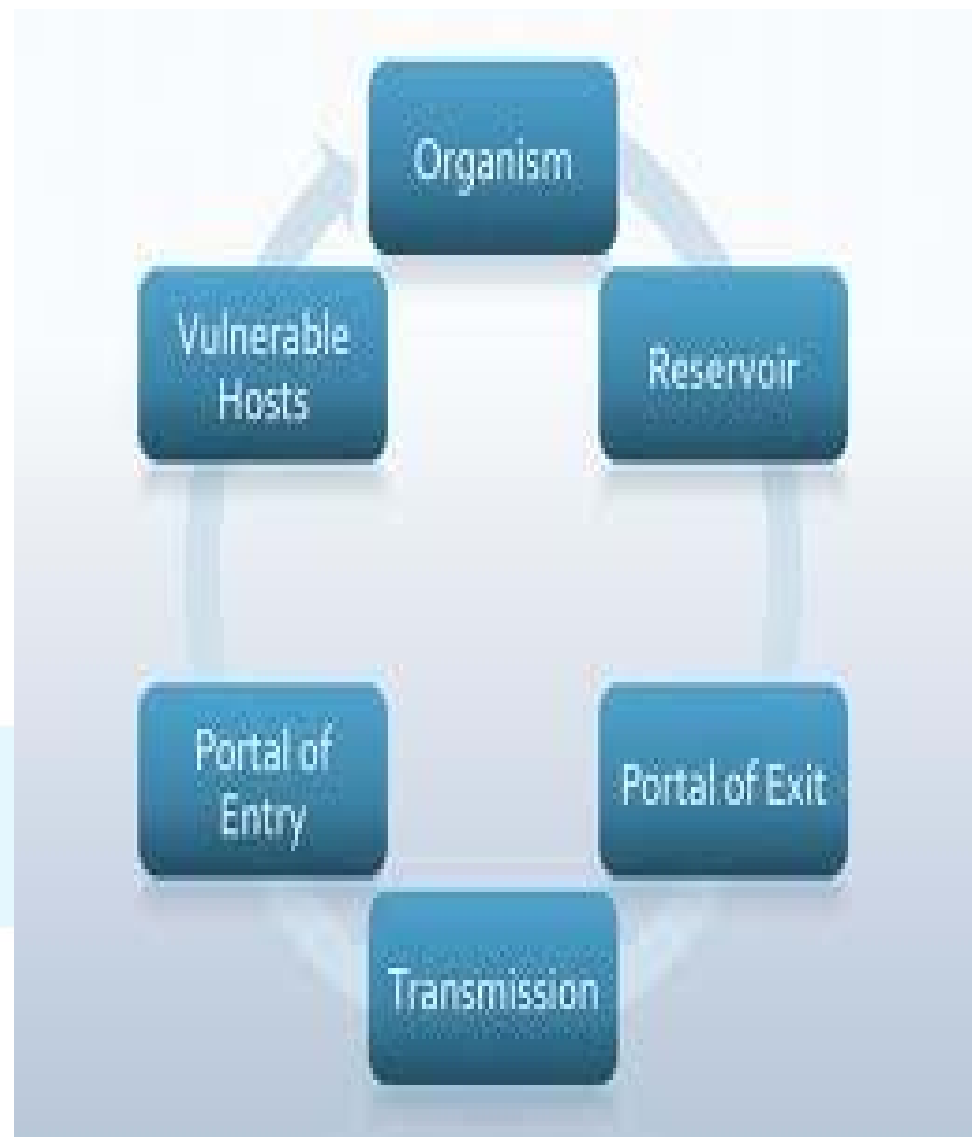 Organism
Reservoir
Portal of Exit
Transmission
Portal of
Entry
Vulnerable
Hosts